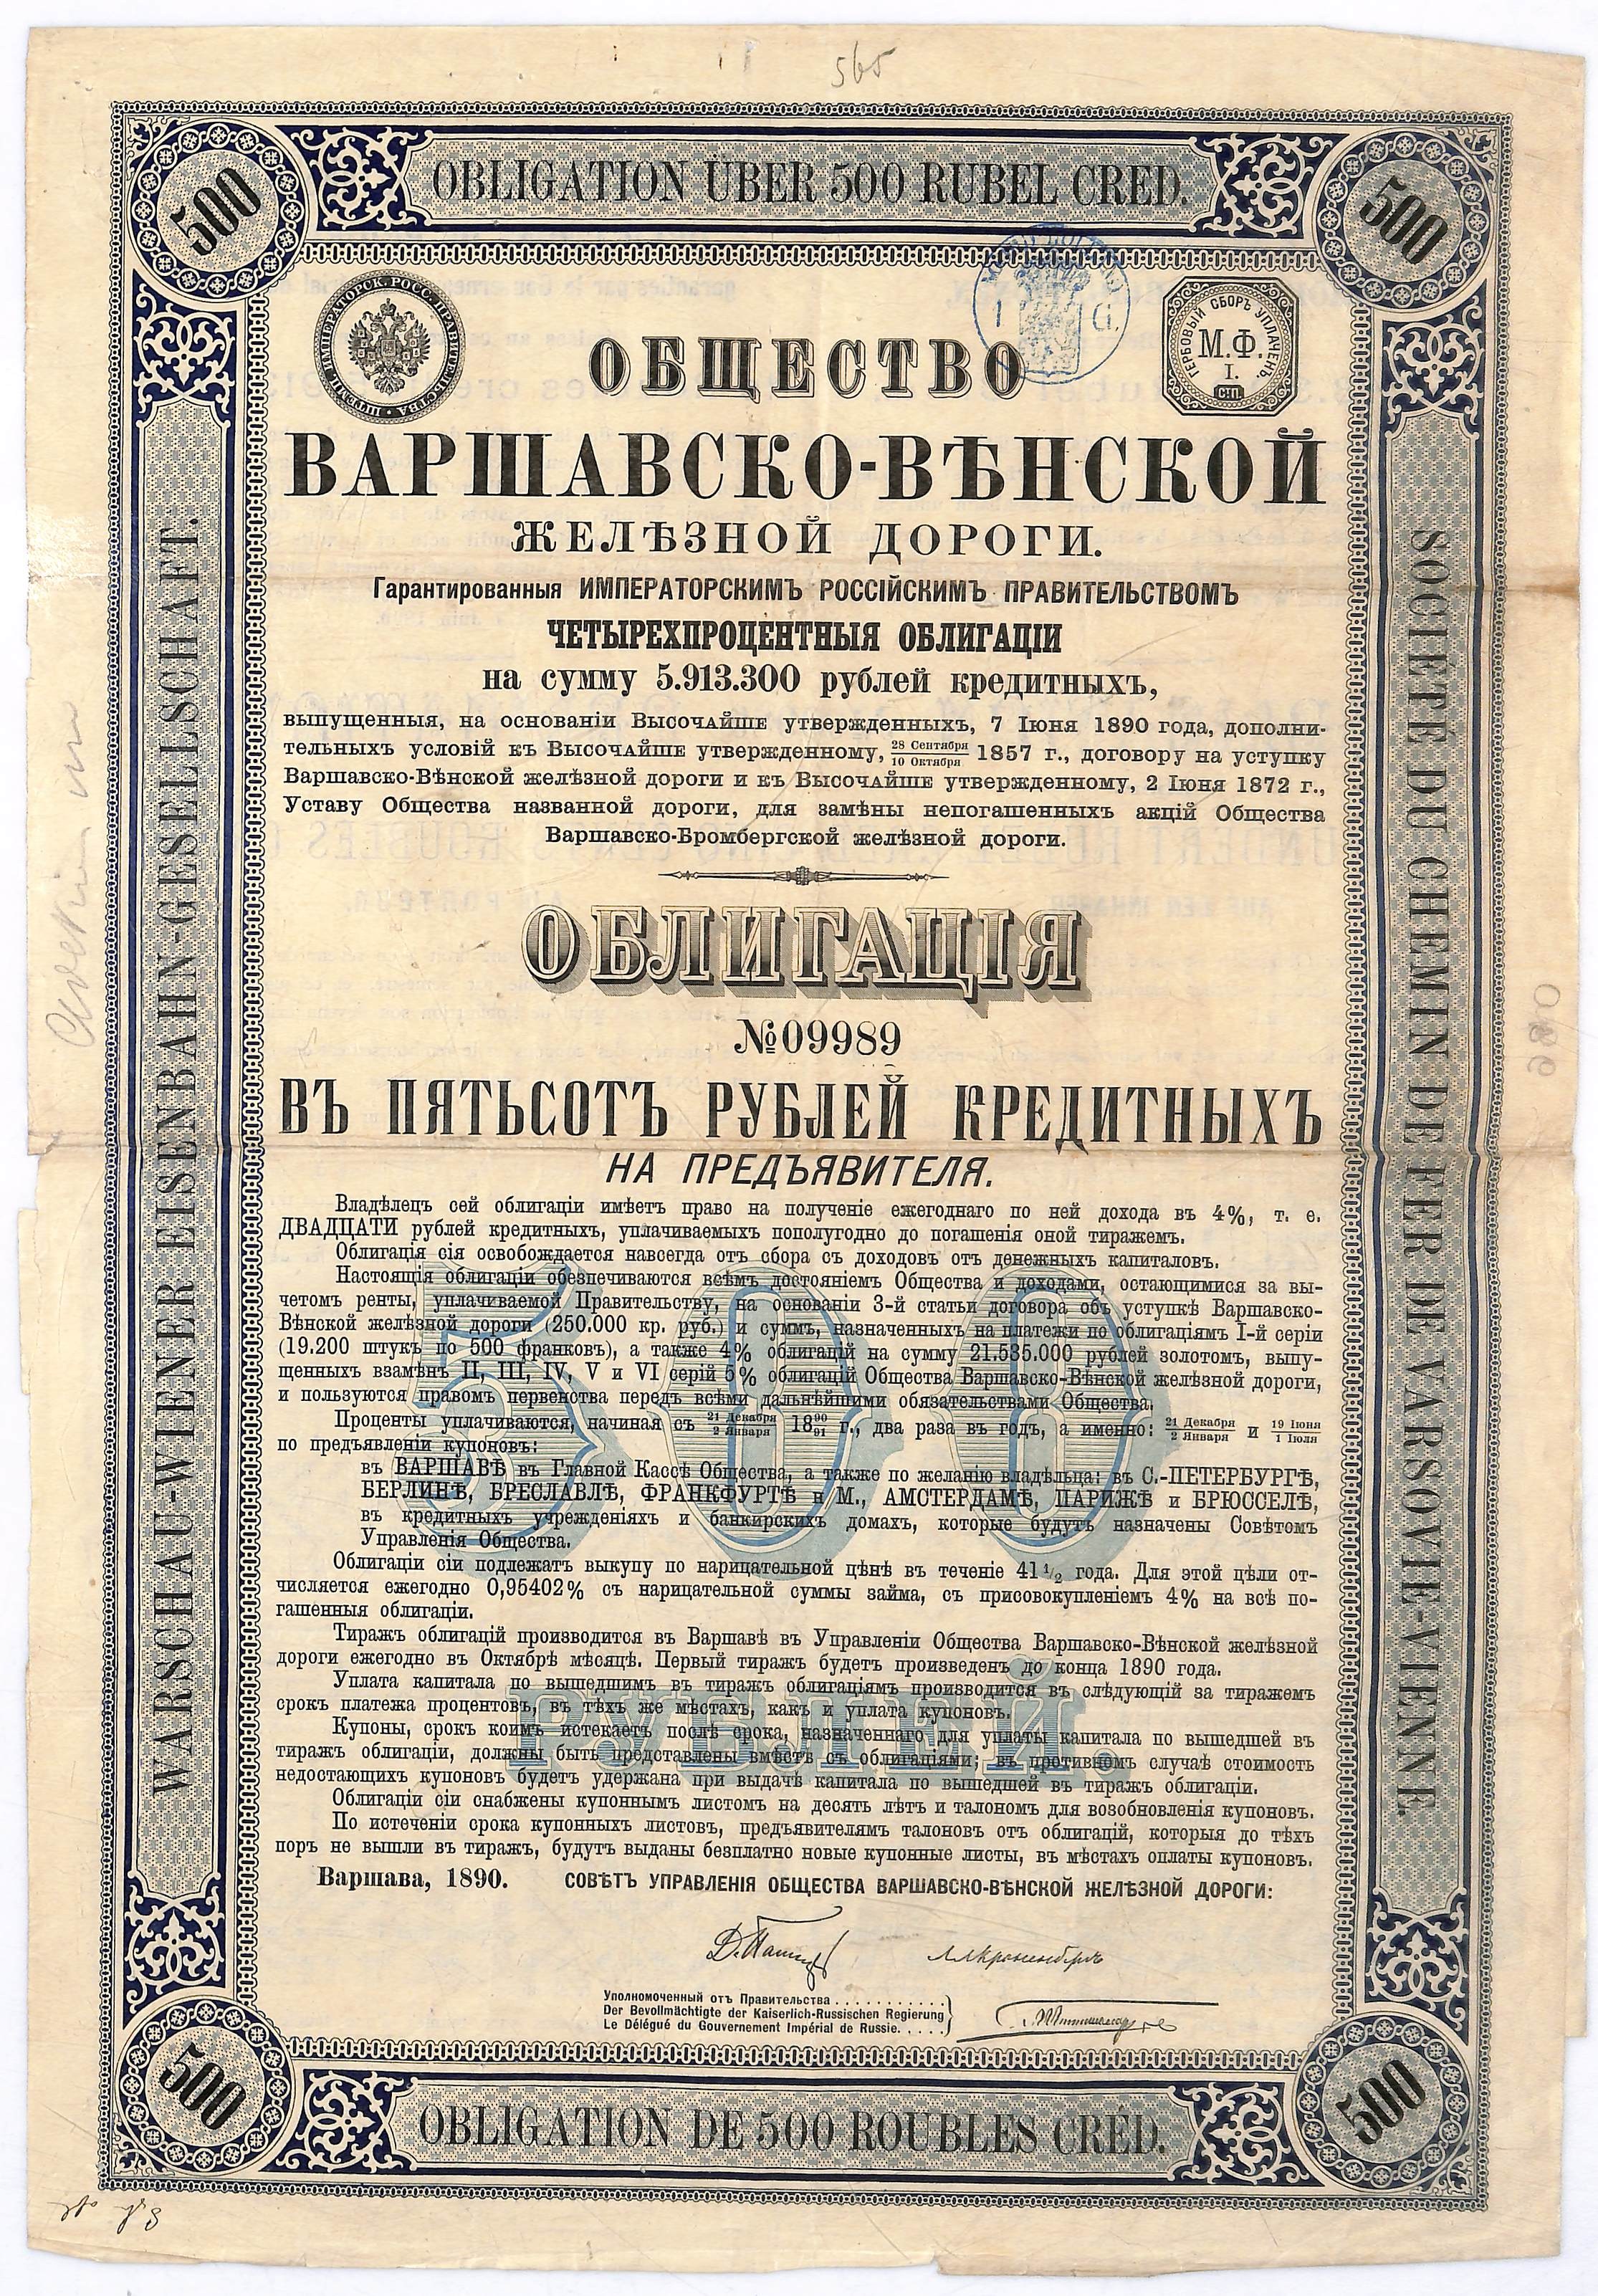 565
OBLIGATION UBER 500 RUBEL CRED.
500
500
ШТЕМП. ИМПЕРАТОРСК. РОСС. ПРАВИТЕЛЬСТВА
1 G.
ГЕРБОВЫЙ СБОРЪ УПЛАЧЕНЪ.
М.Ф.
I.
ст.
ОБЩЕСТВО
ВАРШАВСКО-ВѢНСКОЙ
ЖЕЛѢЗНОЙ ДОРОГИ.
Гарантированныя ИМПЕРАТОРСКИМЪ РОССІЙСКИМЪ ПРАВИТЕЛЬСТВОМЪ
ЧЕТЫРЕХПРОЦЕНТНЫЯ ОБЛИГАЦІИ
на сумму 5.913.300 рублей кредитныхъ,
выпущенныя, на основаніи ВЫСОЧАЙШЕ утвержденныхъ, 7 Іюня 1890 года, дополни-
тельныхъ условій къ ВЫСОЧАЙШЕ утвержденному, 28 Сентября/10 Октября 1857 г., договору на уступку
Варшавско-Вѣнской желѣзной дороги и къ ВЫСОЧАЙШЕ утвержденному, 2 Іюня 1872 г.,
Уставу Общества названной дороги, для замѣны непогашенныхъ акцій Общества
Варшавско-Бромбергской желѣзной дороги.
ОБЛИГАЦІЯ
№ 09989
ВЪ ПЯТЬСОТЪ РУБЛЕЙ КРЕДИТНЫХЪ
НА ПРЕДЪЯВИТЕЛЯ.
Владѣлецъ сей облигаціи имѣетъ право на полученіе ежегоднаго по ней дохода въ 4%, т. е.
ДВАДЦАТИ рублей кредитныхъ, уплачиваемыхъ пополугодно до погашенія оной тиражемъ.
Облигація сія освобождается навсегда отъ сбора съ доходовъ отъ денежныхъ капиталовъ.
Настоящія облигаціи обезпечиваются всѣмъ достояніемъ Общества и доходами, остающимися за вы-
четомъ ренты, уплачиваемой Правительству, на основаніи 3-й статьи договора объ уступкѣ Варшавско-
Вѣнской желѣзной дороги (250.000 кр. руб.) и суммъ, назначенныхъ на платежи по облигаціямъ I-й серіи
(19.200 штукъ по 500 франковъ), а также 4% облигацій на сумму 21.535.000 рублей золотомъ, выпу-
щенныхъ взамѣнъ II, III, IV, V и VI серій 5% облигацій Общества Варшавско-Вѣнской желѣзной дороги,
и пользуются правомъ первенства передъ всѣми дальнѣйшими обязательствами Общества.
Проценты уплачиваются, начиная съ 21 Декабря/2 Января 1890/91 г., два раза въ годъ, а именно: 21 Декабря/2 Января и 19 Іюня/1 Іюля
по предъявленіи купоновъ:
въ ВАРШАВѢ въ Главной Кассѣ Общества, а также по желанію владѣльца: въ С.-ПЕТЕРБУРГѢ,
БЕРЛИНѢ, БРЕСЛАВЛѢ, ФРАНКФУРТѢ н М., АМСТЕРДАМѢ, ПАРИЖѢ и БРЮССЕЛѢ,
въ кредитныхъ учрежденіяхъ и банкирскихъ домахъ, которые будутъ назначены Совѣтомъ
Управленія Общества.
Облигаціи сіи подлежатъ выкупу по нарицательной цѣнѣ въ теченіе 41 1/2 года. Для этой цѣли от-
числяется ежегодно 0,95402% съ нарицательной суммы займа, съ присовокупленіемъ 4% на всѣ по-
гашенныя облигаціи.
Тиражъ облигацій производится въ Варшавѣ въ Управленіи Общества Варшавско-Вѣнской желѣзной
дороги ежегодно въ Октябрѣ мѣсяцѣ. Первый тиражъ будетъ произведенъ до конца 1890 года.
Уплата капитала по вышедшимъ въ тиражъ облигаціямъ производится въ слѣдующій за тиражемъ
срокъ платежа процентовъ, въ тѣхъ же мѣстахъ, какъ и уплата купоновъ.
Купоны, срокъ коимъ истекаетъ послѣ срока, назначеннаго для уплаты капитала по вышедшей въ
тиражъ облигаціи, должны быть представлены вмѣстѣ съ облигаціями; въ противномъ случаѣ стоимость
недостающихъ купоновъ будетъ удержана при выдачѣ капитала по вышедшей въ тиражъ облигаціи.
Облигаціи сіи снабжены купоннымъ листомъ на десять лѣтъ и талономъ для возобновленія купоновъ.
По истеченіи срока купонныхъ листовъ, предъявителямъ талоновъ отъ облигацій, которыя до тѣхъ
поръ не вышли въ тиражъ, будутъ выданы безплатно новые купонные листы, въ мѣстахъ оплаты купоновъ.
500
РУБЛЕЙ.
Варшава, 1890. СОВѢТЪ УПРАВЛЕНІЯ ОБЩЕСТВА ВАРШАВСКО-ВѢНСКОЙ ЖЕЛѢЗНОЙ ДОРОГИ:
Уполномоченный отъ Правительства
Der Bevollmächtigte der Kaiserlich-Russischen Regierung
Le Délégué du Gouvernement Impérial de Russie.
WARSCHAU-WIENER EISENBAHN-GESELLSCHAFT.
SOCIÉTÉ DU CHEMIN DE FER DE VARSOVIE-VIENNE.
500
500
OBLIGATION DE 500 ROUBLES CRÉD.